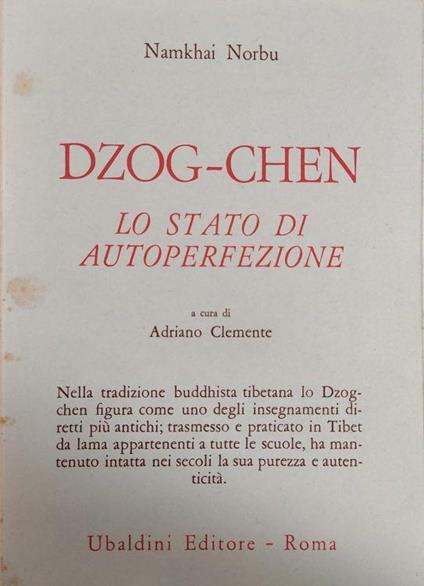 Namkhai Norbu
DZOG-CHEN
LO STATO DI
AUTOPERFEZIONE
a cura di
Adriano Clemente
Nella tradizione buddhista tibetana lo Dzog-
chen figura come uno degli insegnamenti di-
retti più antichi; trasmesso e praticato in Tibet
da lama appartenenti a tutte le scuole, ha man-
tenuto intatta nei secoli la sua purezza e auten-
ticità.
Ubaldini Editore - Roma